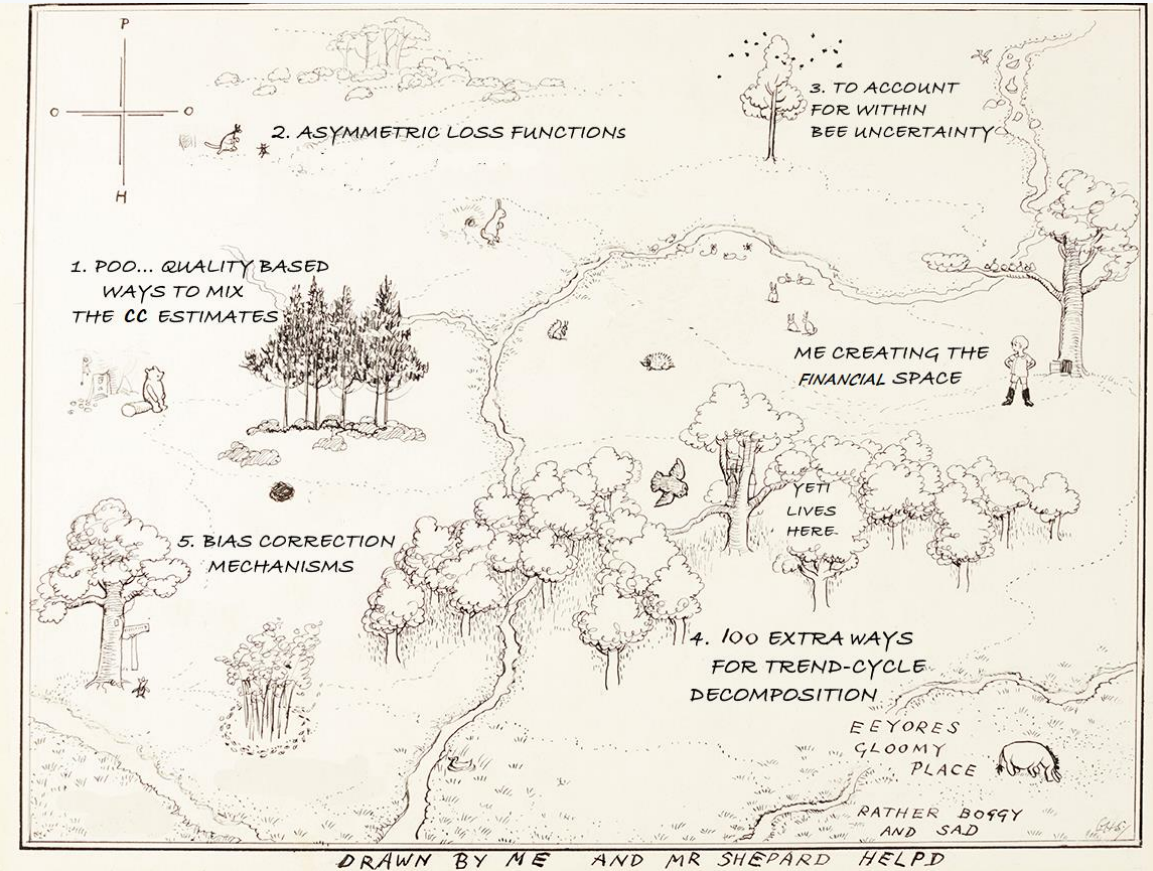 P
O O
H
2. ASYMMETRIC LOSS FUNCTIONs
3. TO ACCOUNT
FOR WITHIN
BEE UNCERTAINTY
1. POO... QUALITY BASED
WAYS TO MIX
THE CC ESTIMATES
ME CREATING THE
FINANCIAL SPACE
YETI
LIVES
HERE.
5. BIAS CORRECTION
MECHANISMS
4. 100 EXTRA WAYS
FOR TREND-CYCLE
DECOMPOSITION
EEYORES
GLOOMY
PLACE
RATHER BOGGY
AND SAD
DRAWN BY ME AND MR SHEPARD HELPD